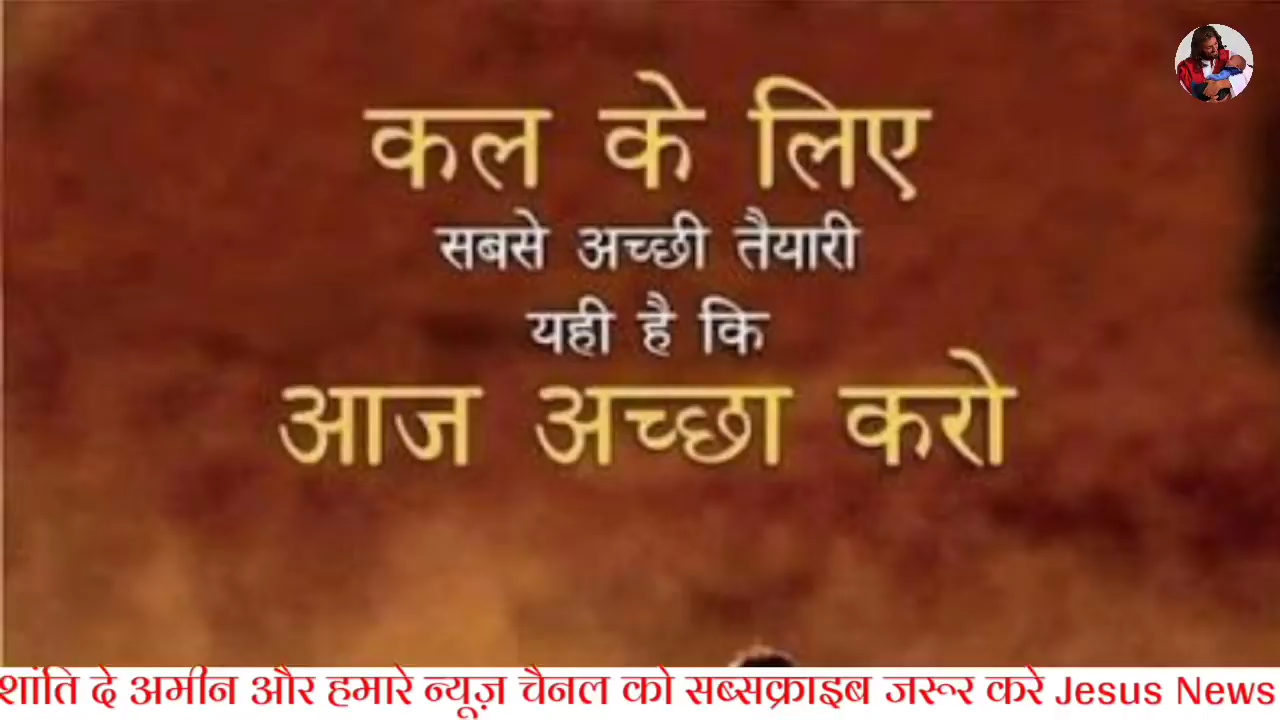 कल के लिए
सबसे अच्छी तैयारी
यही है कि
आज अच्छा करो
शांति दे अमीन और हमारे न्यूज़ चैनल को सब्सक्राइब जरूर करे Jesus News